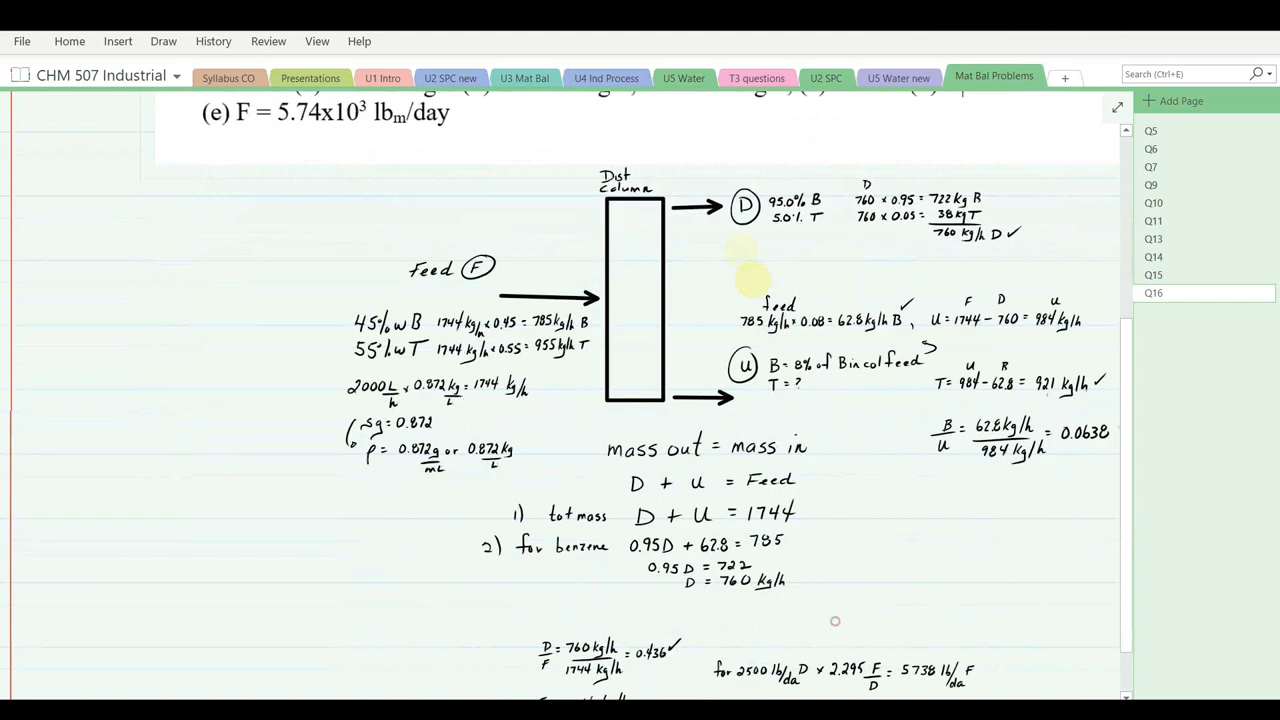 File Home Insert Draw History Review View Help
CHM 507 Industrial
Syllabus CO Presentations U1 Intro U2 SPC new U3 Mat Bal U4 Ind Process U5 Water T3 questions U2 SPC U5 Water new Mat Bal Problems +
Search (Ctrl+E)
Add Page
Q5
Q6
Q7
Q9
Q10
Q11
Q13
Q14
Q15
Q16
(e) F = 5.74x10³ lbₘ/day
Dist
Column
D
95.0% B
5.0% T
D
760 x 0.95 = 722 kg B
760 x 0.05 = 38 kg T
760 kg/h D ✓
Feed F
45% w B 1744 kg/h x 0.45 = 785 kg/h B
55% w T 1744 kg/h x 0.55 = 955 kg/h T
2000 L/h x 0.872 kg/L = 1744 kg/h
sg = 0.872
ρ = 0.872 g/mL or 0.872 kg/L
feed
785 kg/h x 0.08 = 62.8 kg/h B ✓,
F D U
U = 1744 - 760 = 984 kg/h
U
B = 8% of B in col feed
T = ?
U B
T = 984 - 62.8 = 921 kg/h ✓
B/U = 62.8 kg/h / 984 kg/h = 0.0638
mass out = mass in
D + U = Feed
1) tot mass D + U = 1744
2) for benzene 0.95D + 62.8 = 785
0.95 D = 722
D = 760 kg/h
D/F = 760 kg/h / 1744 kg/h = 0.436 ✓
for 2500 lb/da D x 2.295 F/D = 5738 lb/da F